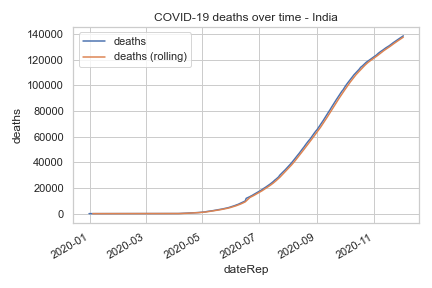 COVID-19 deaths over time - India
deaths
deaths (rolling)
140000
120000
100000
80000
60000
40000
20000
0
deaths
2020-01
2020-03
2020-05
2020-07
2020-09
2020-11
dateRep